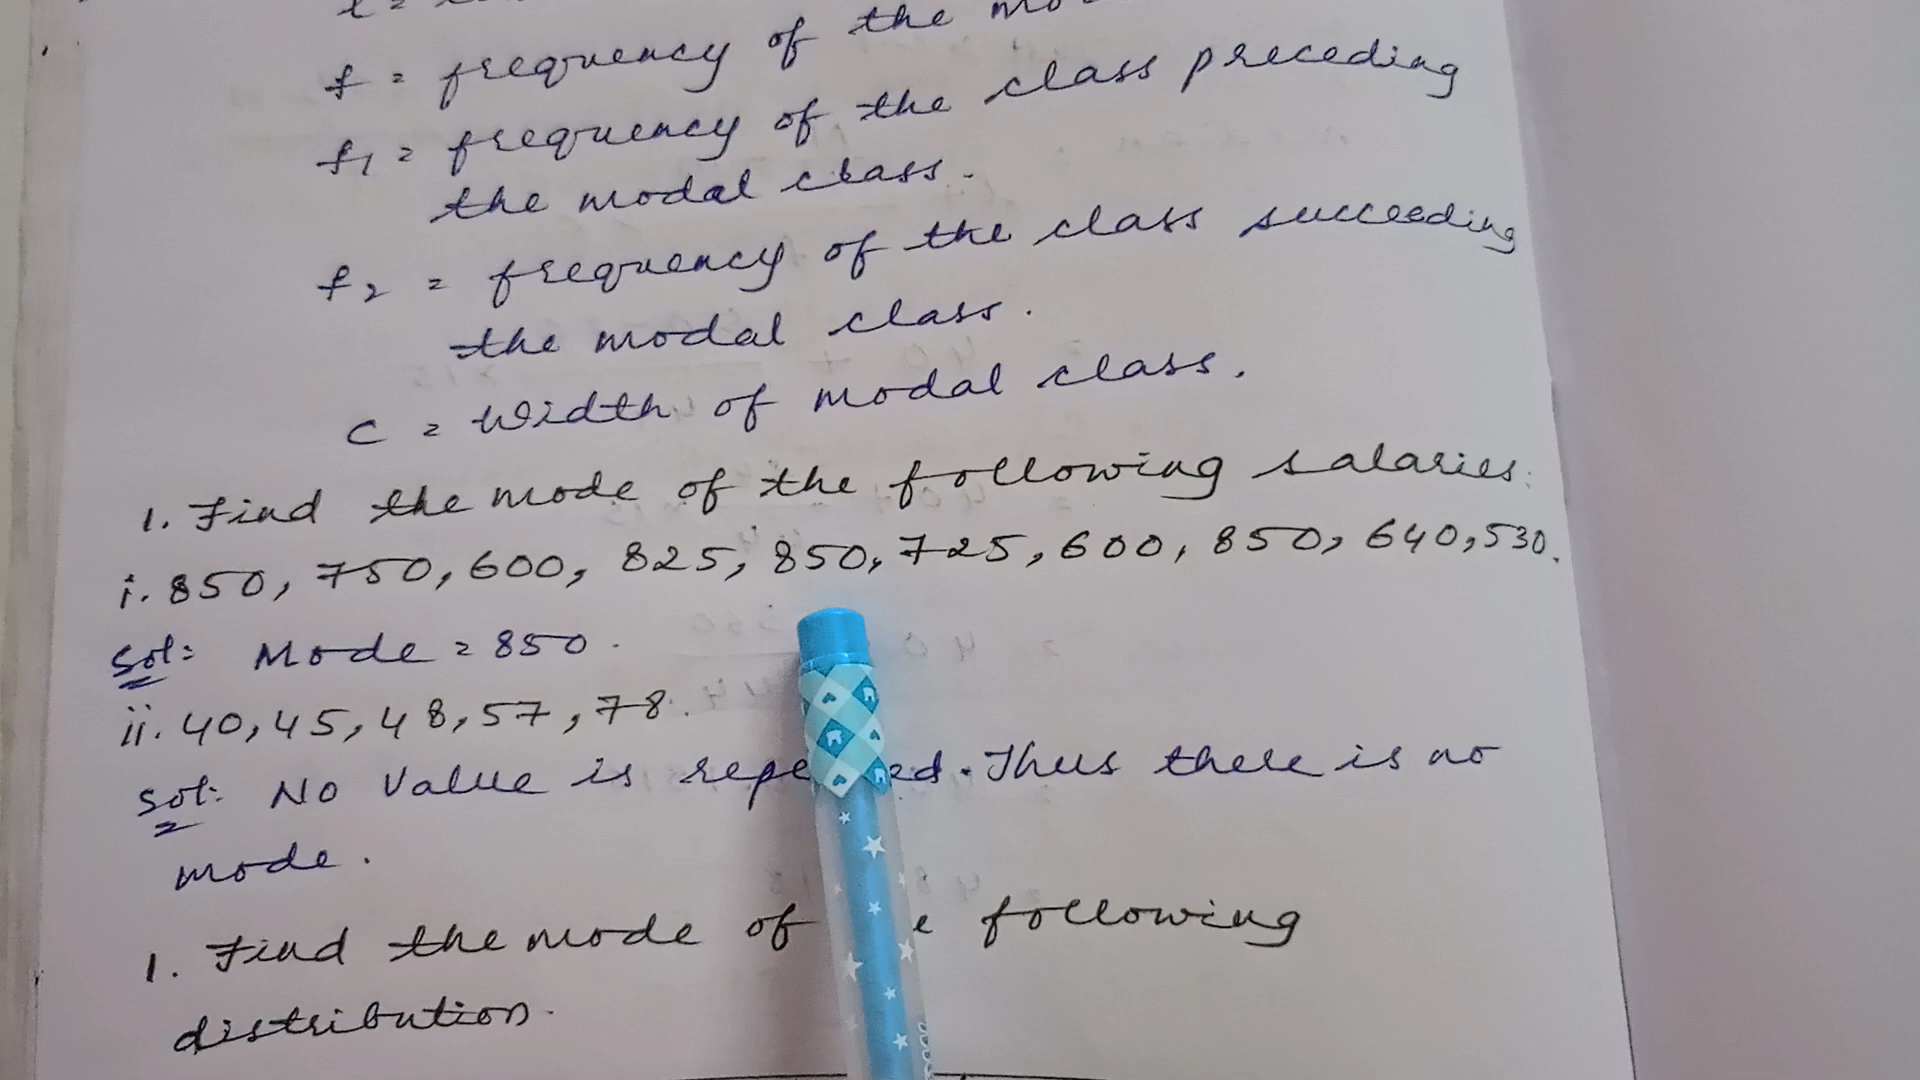 f = frequency of the
f1 = frequency of the class preceding
the modal class.
f2 = frequency of the class succeeding
the modal class.
c = Width of modal class.
1. Find the mode of the following salaries:
i. 850, 750, 600, 825, 850, 725, 600, 850, 640, 530.
Sol: Mode = 850.
ii. 40, 45, 48, 57, 78.
Sol: No Value is ed. Thus there is no
mode.
1. Find the mode of following
distribution.